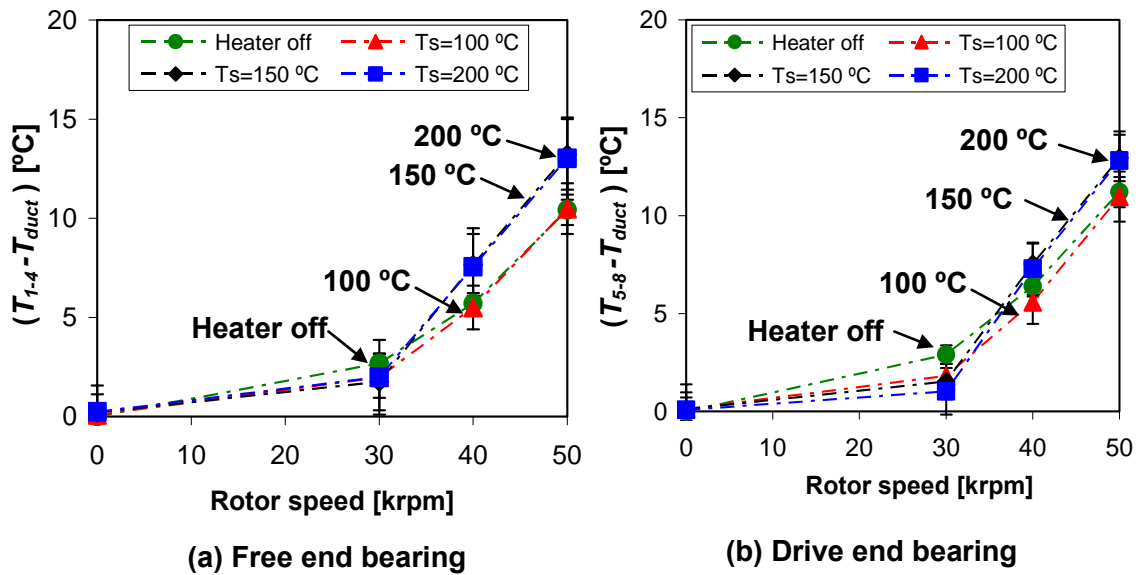 20
15
10
5
0
(T1-4 - Tduct ) [ºC]
Heater off
Ts=100 ºC
Ts=150 ºC
Ts=200 ºC
200 ºC
150 ºC
100 ºC
Heater off
0 10 20 30 40 50
Rotor speed [krpm]
(a) Free end bearing
20
15
10
5
0
(T5-8 - Tduct ) [ºC]
Heater off
Ts=100 ºC
Ts=150 ºC
Ts=200 ºC
200 ºC
150 ºC
100 ºC
Heater off
0 10 20 30 40 50
Rotor speed [krpm]
(b) Drive end bearing